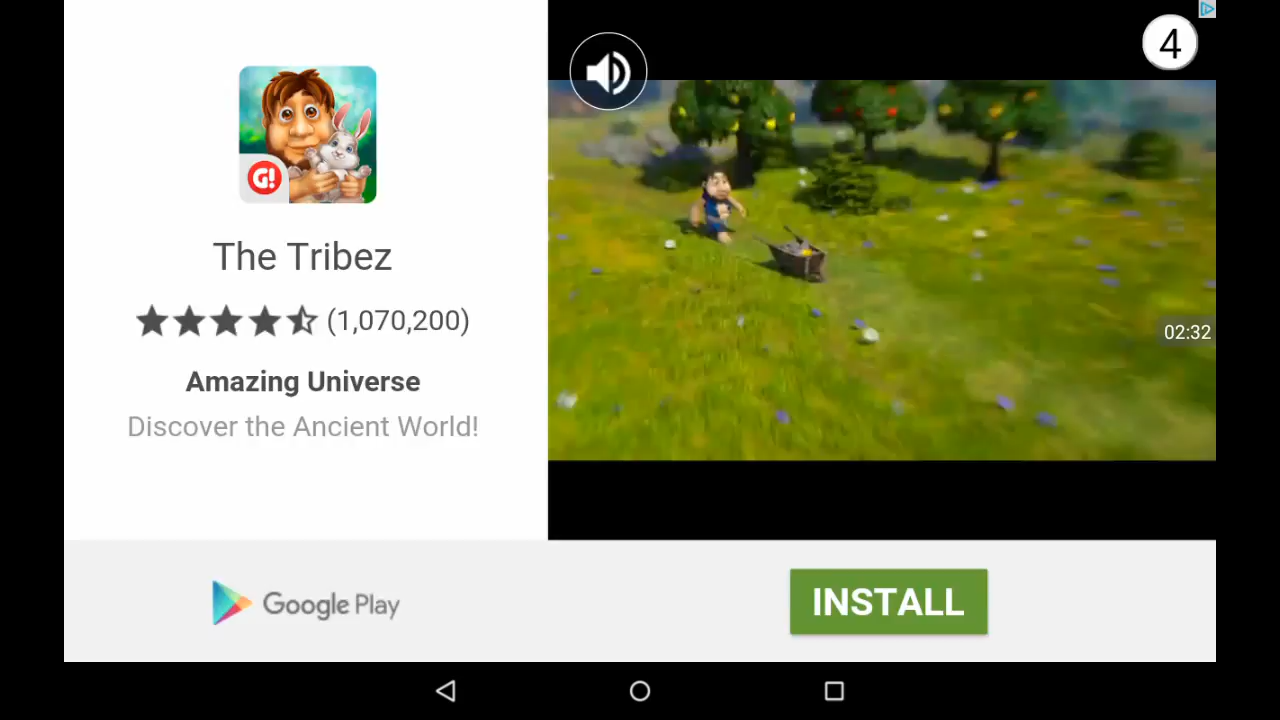 4
G!
The Tribez
(1,070,200)
Amazing Universe
Discover the Ancient World!
02:32
Google Play
INSTALL